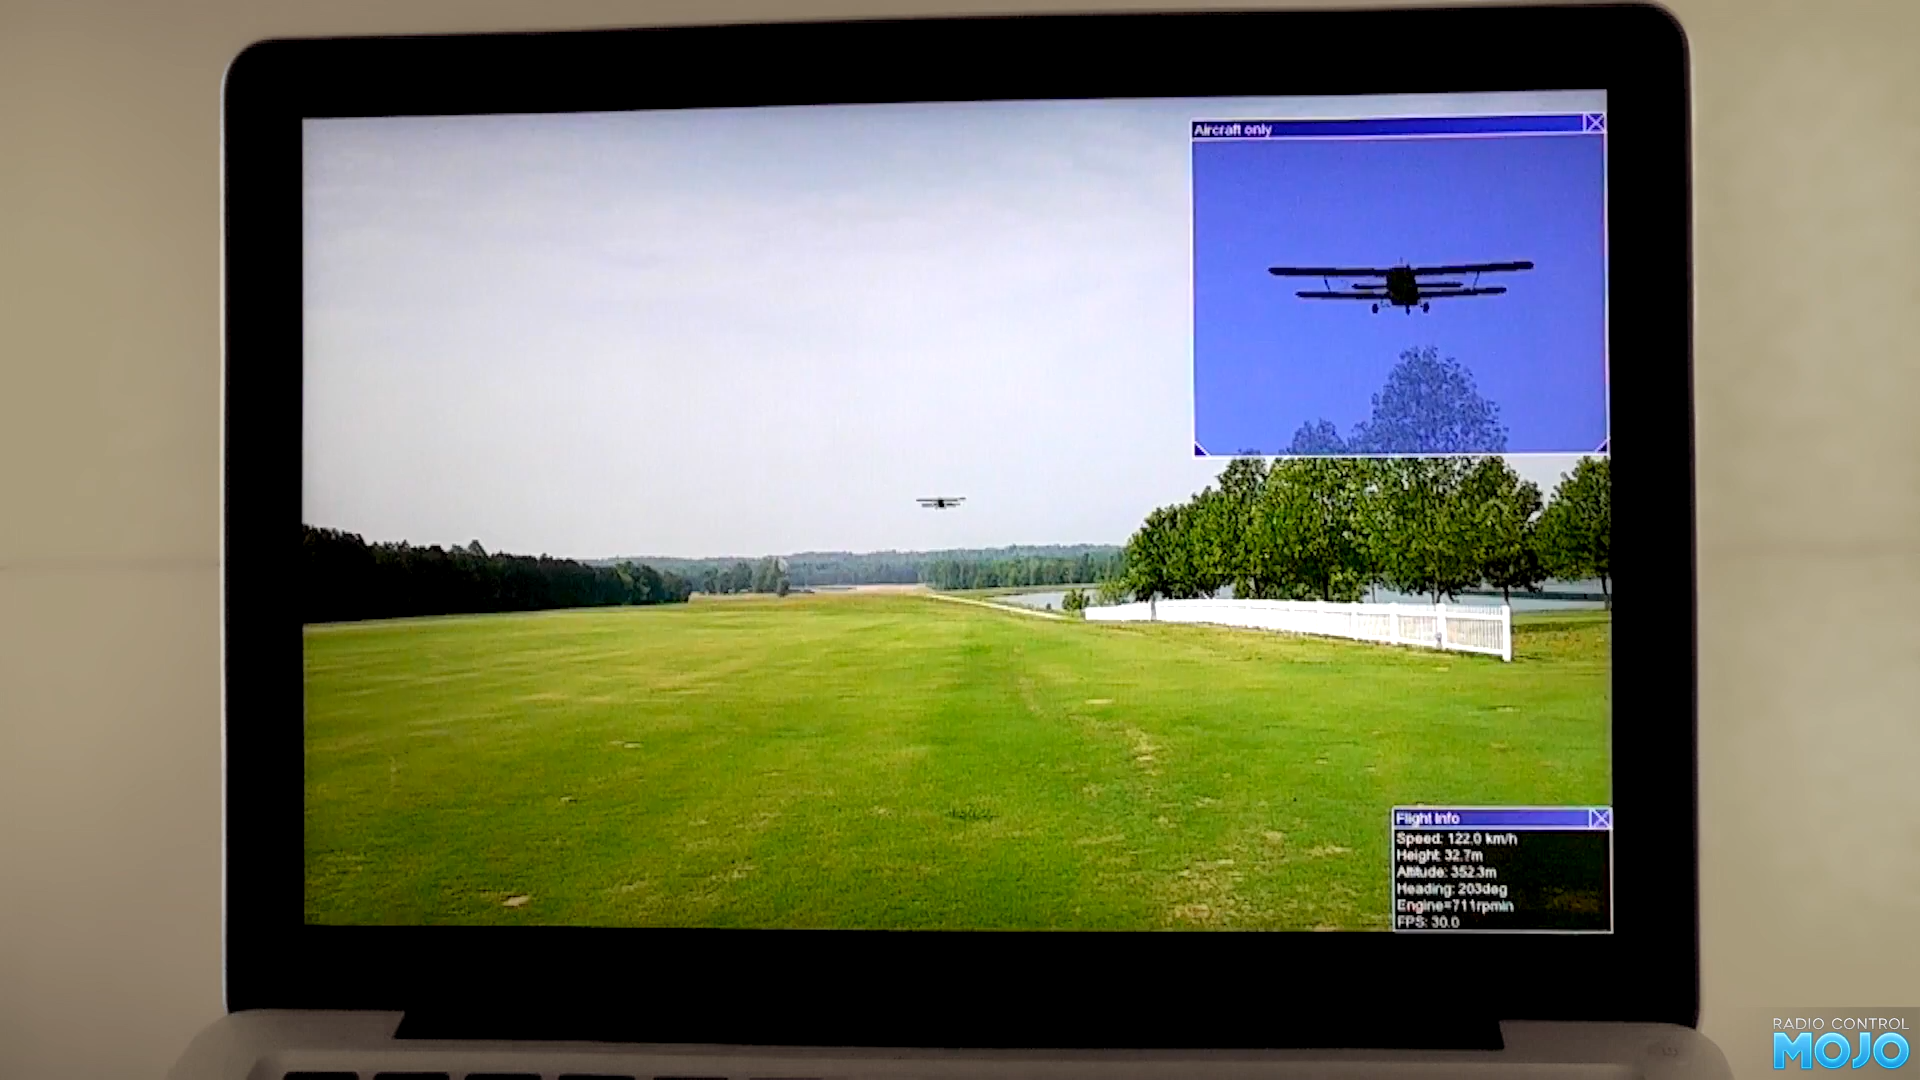 Aircraft only
Flight Info
Speed: 122.0 km/h
Height: 32.7m
Altitude: 352.3m
Heading: 203deg
Engine=711rpmin
FPS: 30.0
RADIO CONTROL
MOJO